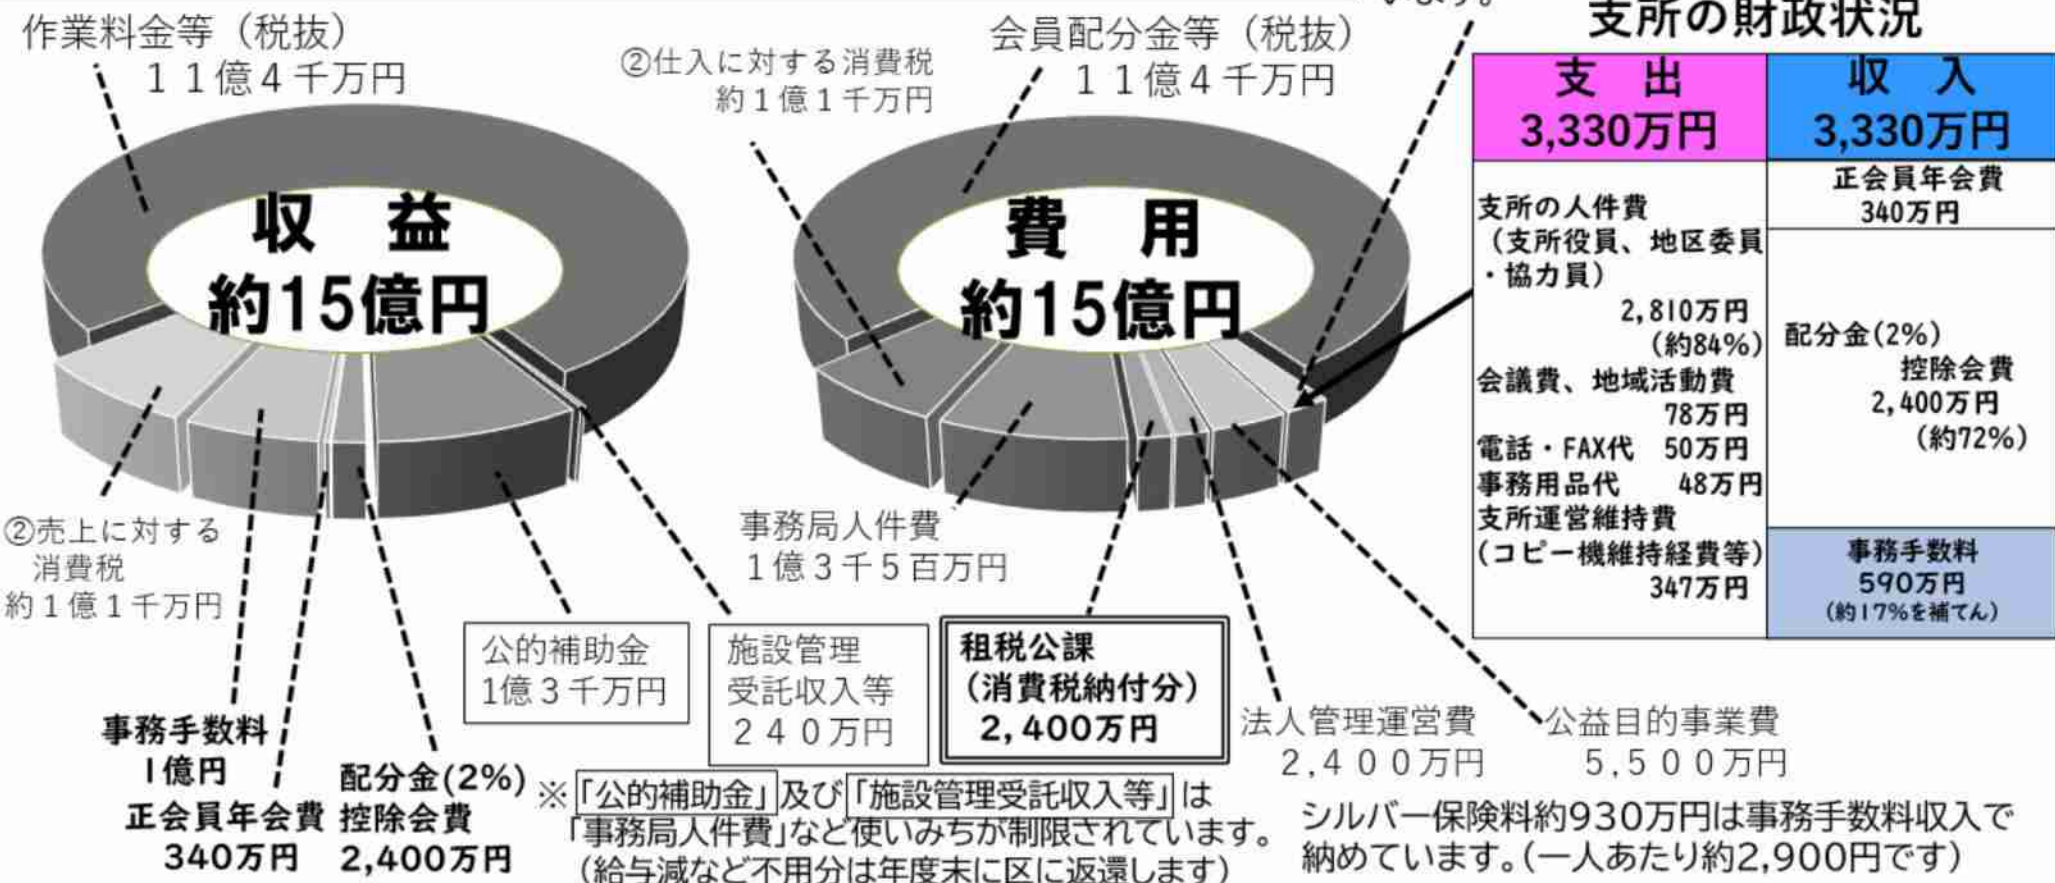 作業料金等（税抜）
１１億４千万円
②仕入に対する消費税
約１億１千万円
会員配分金等（税抜）
１１億４千万円
います。
収　益
約15億円
費　用
約15億円
②売上に対する
消費税
約１億１千万円
事務手数料
1億円
正会員年会費
340万円
配分金(2%)
控除会費
2,400万円
公的補助金
1億３千万円
施設管理
受託収入等
２４０万円
事務局人件費
１億３千５百万円
租税公課
(消費税納付分)
2,400万円
法人管理運営費
2,４００万円
公益目的事業費
5,５００万円
※「公的補助金」及び「施設管理受託収入等」は
「事務局人件費」など使いみちが制限されています。
（給与減など不用分は年度末に区に返還します）
シルバー保険料約930万円は事務手数料収入で
納めています。（一人あたり約2,900円です）
支所の財政状況
支　出
3,330万円
支所の人件費
（支所役員、地区委員
・協力員）
2,810万円
(約84%)
会議費、地域活動費
78万円
電話・FAX代　50万円
事務用品代　48万円
支所運営維持費
(コピー機維持経費等)
347万円
収　入
3,330万円
正会員年会費
340万円
配分金(2%)
控除会費
2,400万円
(約72%)
事務手数料
590万円
(約17%を補てん)